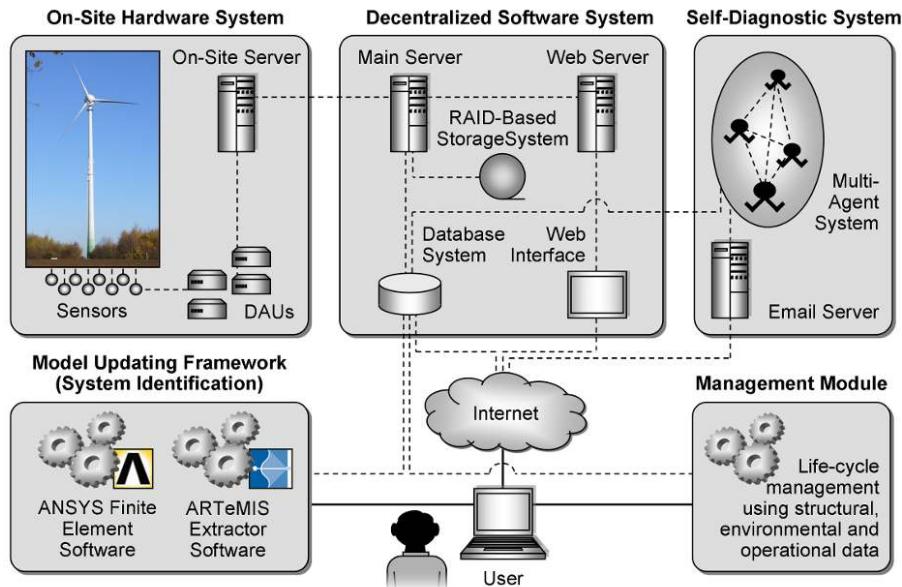 On-Site Hardware System
On-Site Server
Sensors
DAUs
Decentralized Software System
Main Server
Web Server
RAID-Based
StorageSystem
Database
System
Web
Interface
Self-Diagnostic System
Multi-
Agent
System
Email Server
Model Updating Framework
(System Identification)
ANSYS Finite
Element
Software
ARTeMIS
Extractor
Software
Internet
User
Management Module
Life-cycle
management
using structural,
environmental and
operational data